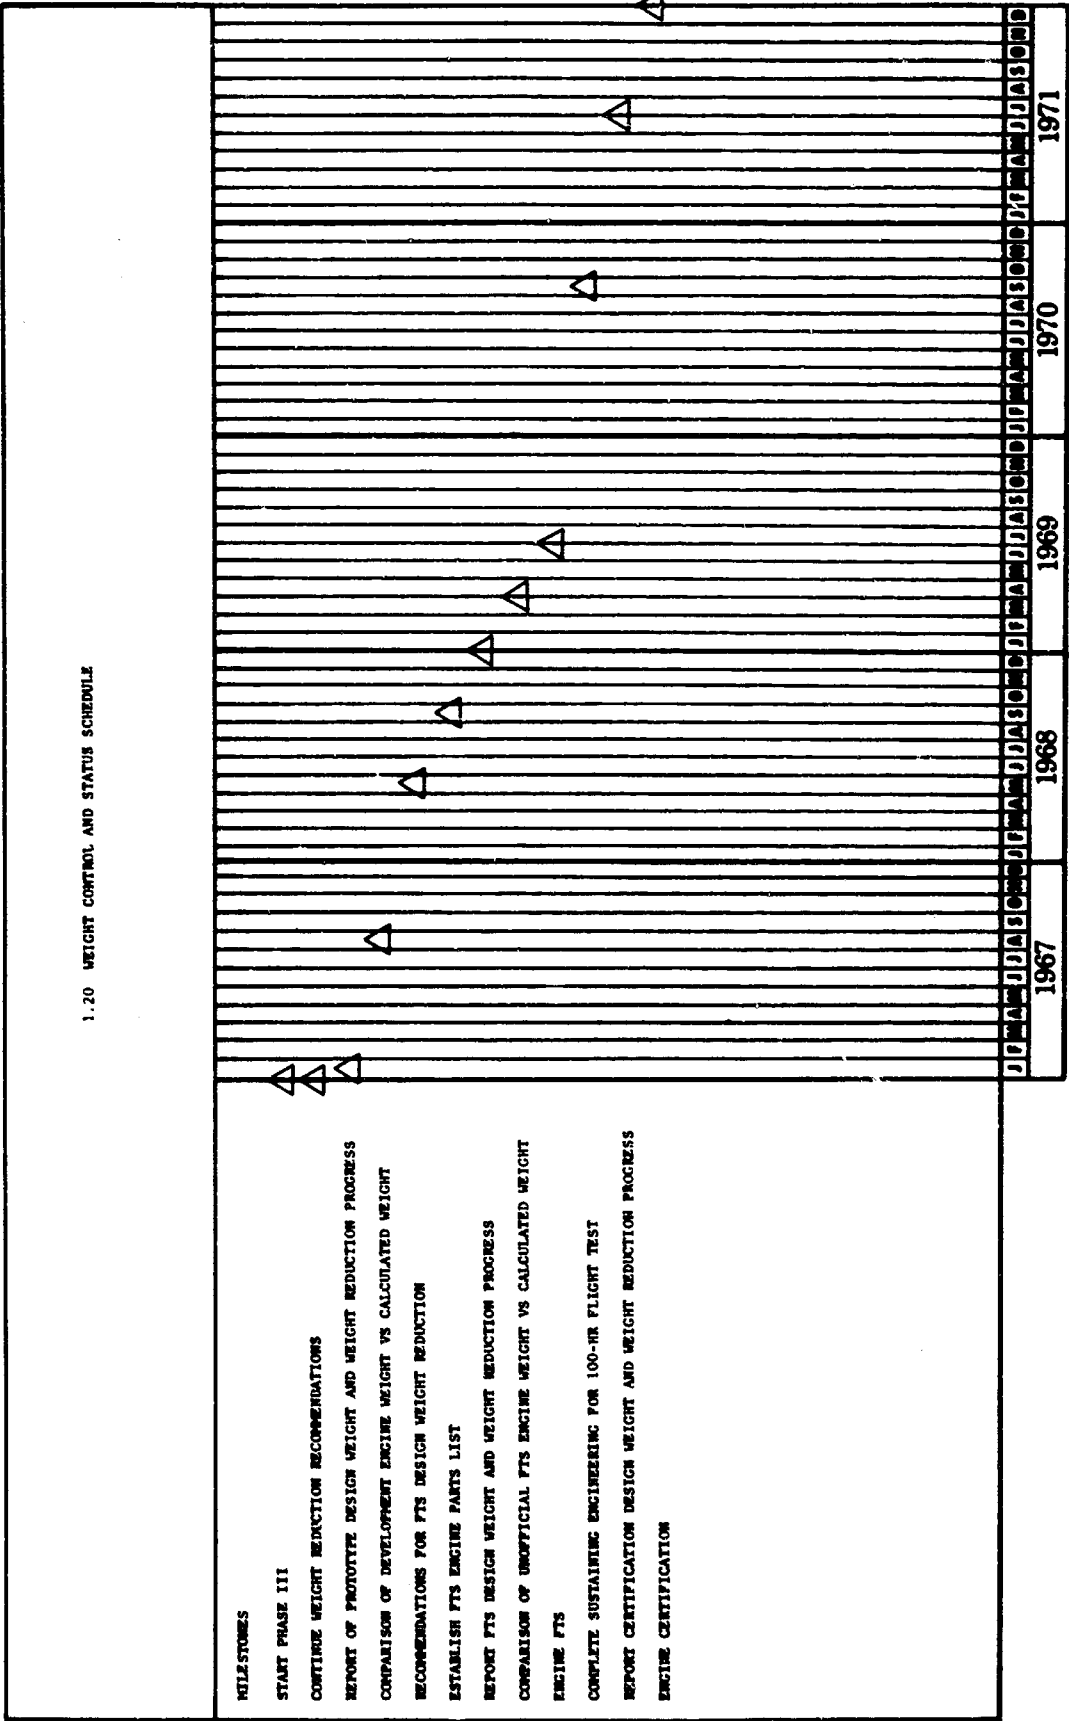 1.20 WEIGHT CONTROL AND STATUS SCHEDULE
MILESTONES
START PHASE III
CONTINUE WEIGHT REDUCTION RECOMMENDATIONS
REPORT OF PROTOTYPE DESIGN WEIGHT AND WEIGHT REDUCTION PROGRESS
COMPARISON OF DEVELOPMENT ENGINE WEIGHT VS CALCULATED WEIGHT
RECOMMENDATIONS FOR FTS DESIGN WEIGHT REDUCTION
ESTABLISH FTS ENGINE PARTS LIST
REPORT FTS DESIGN WEIGHT AND WEIGHT REDUCTION PROGRESS
COMPARISON OF UNOFFICIAL FTS ENGINE WEIGHT VS CALCULATED WEIGHT
ENGINE FTS
COMPLETE SUSTAINING ENGINEERING FOR 100-HR FLIGHT TEST
REPORT CERTIFICATION DESIGN WEIGHT AND WEIGHT REDUCTION PROGRESS
ENGINE CERTIFICATION
J F M A M J J A S O N D J F M A M J J A S O N D J F M A M J J A S O N D J F M A M J J A S O N D J F M A M J J A S O N D
1967 1968 1969 1970 1971